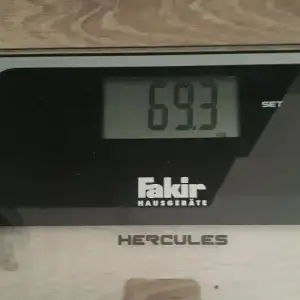 69.3
SET
Fakir
HAUSGERÄTE
HERCULES